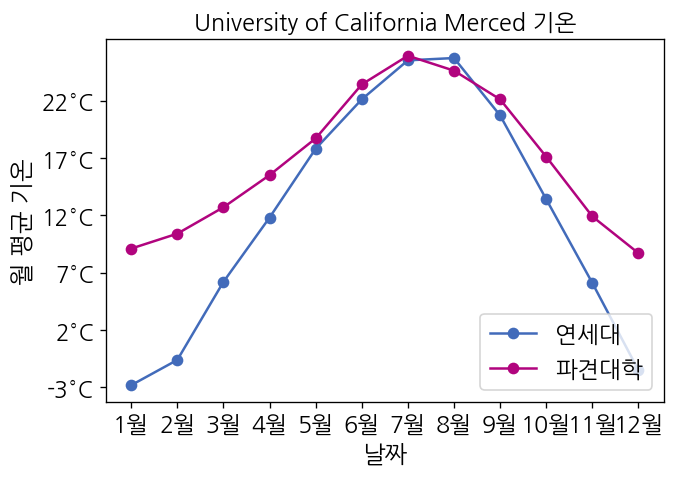 University of California Merced 기온
월 평균 기온
22˚C
17˚C
12˚C
7˚C
2˚C
-3˚C
연세대
파견대학
1월 2월 3월 4월 5월 6월 7월 8월 9월 10월 11월 12월
날짜